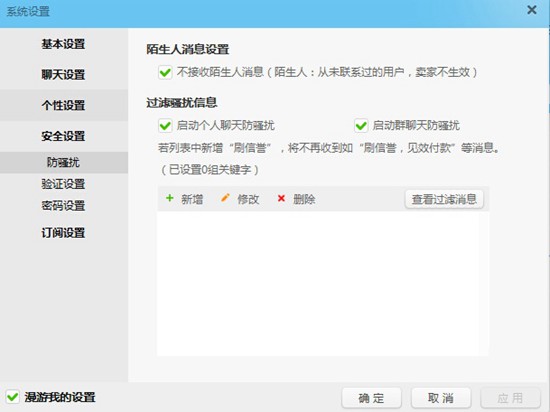 系统设置
基本设置
聊天设置
个性设置
安全设置
防骚扰
验证设置
密码设置
订阅设置
陌生人消息设置
不接收陌生人消息（陌生人：从未联系过的用户，卖家不生效）
过滤骚扰信息
启动个人聊天防骚扰 启动群聊天防骚扰
若列表中新增“刷信誉”，将不再收到如“刷信誉，见效付款”等消息。
（已设置0组关键字）
新增 修改 删除 查看过滤消息
漫游我的设置 确 定 取 消 应 用